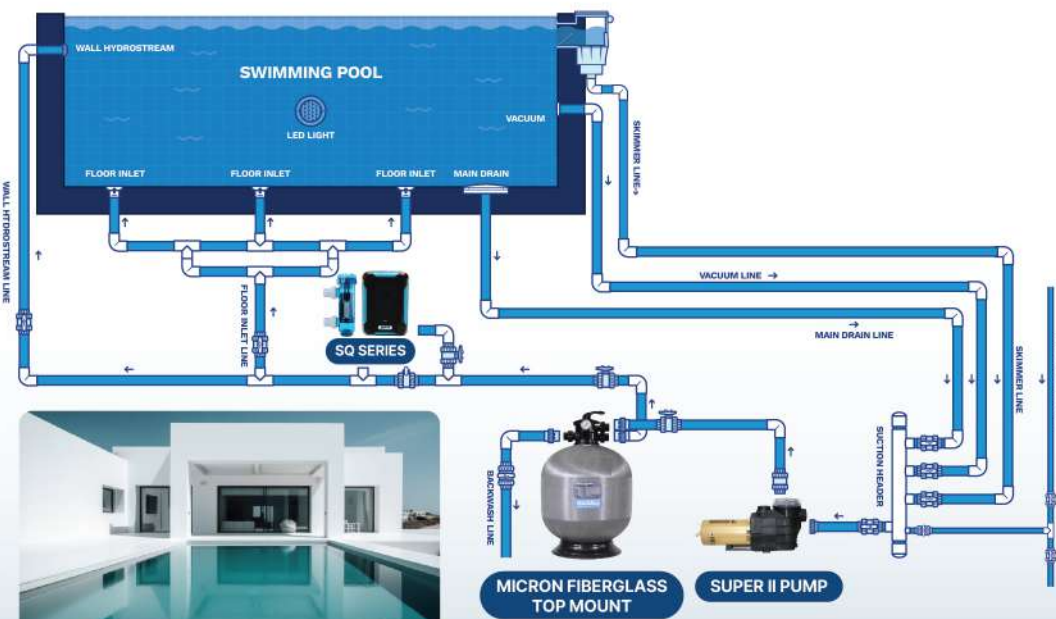 WALL HYDROSTREAM
SWIMMING POOL
LED LIGHT
VACUUM
FLOOR INLET
FLOOR INLET
FLOOR INLET
MAIN DRAIN
SKIMMER LINE
WALL HTDROSTREAM LINE
FLOOR INLET LINE
VACUUM LINE
MAIN DRAIN LINE
SKIMMER LINE
SQ SERIES
SUCTION HEADER
BACKWASH LINE
MICRON FIBERGLASS
TOP MOUNT
SUPER II PUMP